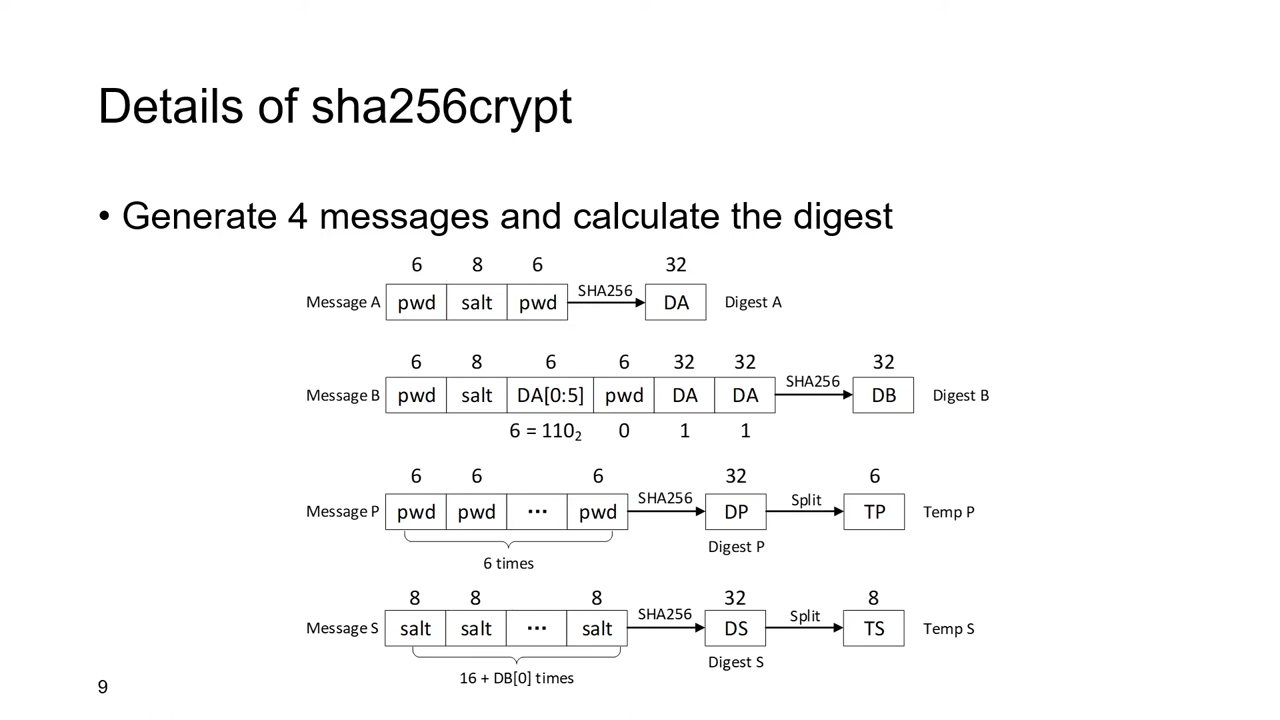 Details of sha256crypt
• Generate 4 messages and calculate the digest
6 8 6 32
Message A pwd salt pwd SHA256 DA Digest A
6 8 6 6 32 32 32
Message B pwd salt DA[0:5] pwd DA DA SHA256 DB Digest B
6 = 110₂ 0 1 1
6 6 6 32 6
Message P pwd pwd ... pwd SHA256 DP Split TP Temp P
Digest P
6 times
8 8 8 32 8
Message S salt salt ... salt SHA256 DS Split TS Temp S
Digest S
16 + DB[0] times
9